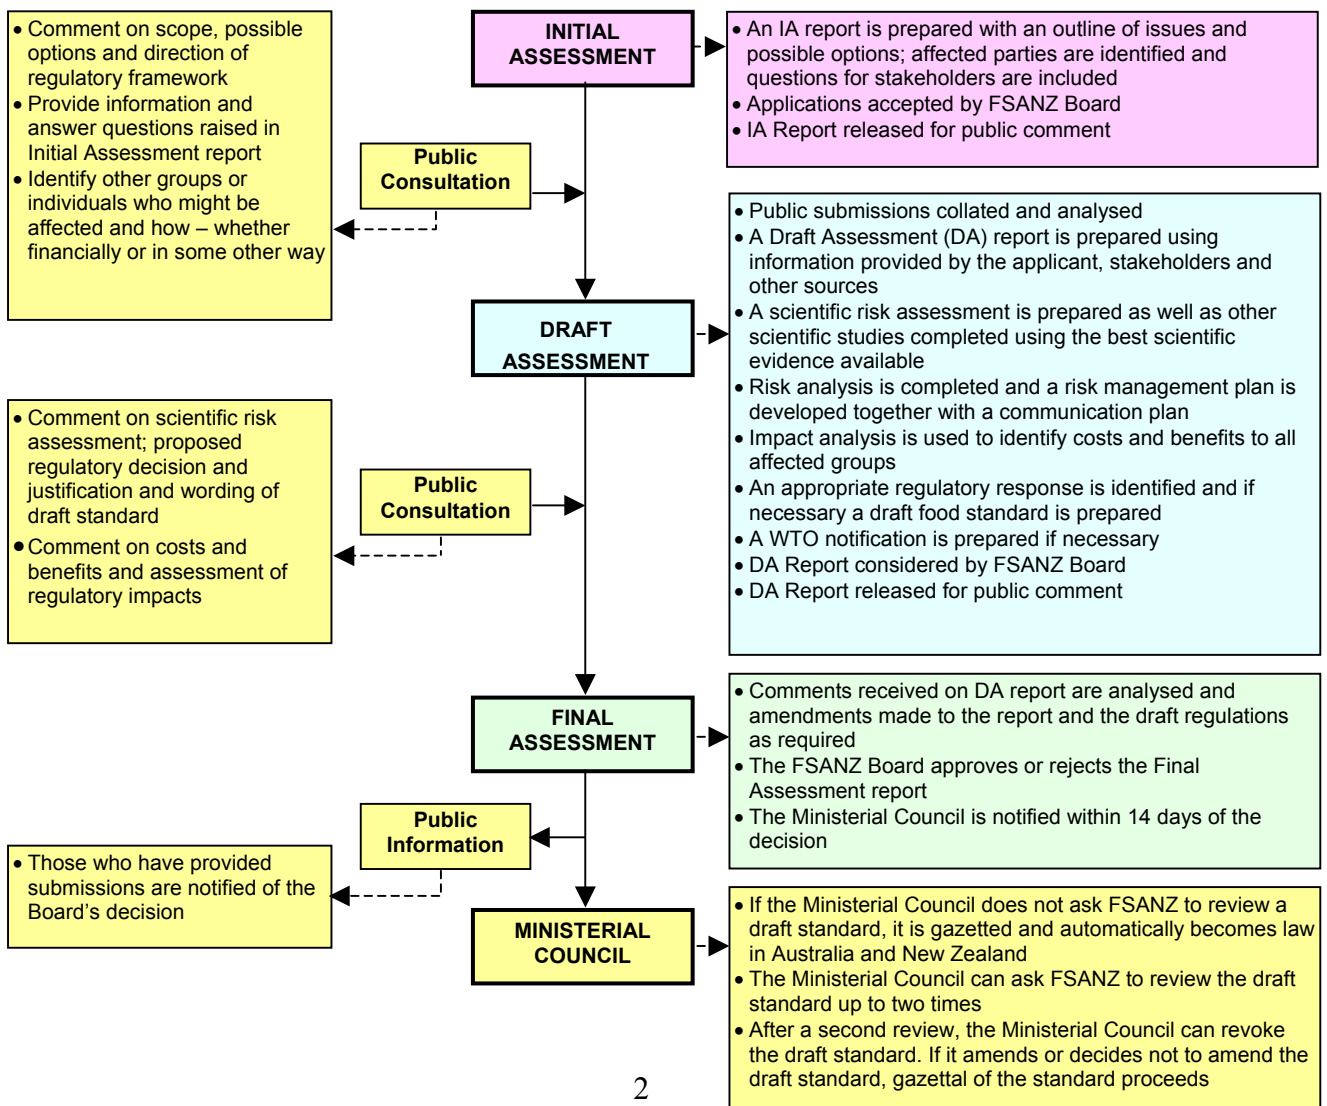 • Comment on scope, possible
options and direction of
regulatory framework
• Provide information and
answer questions raised in
Initial Assessment report
• Identify other groups or
individuals who might be
affected and how – whether
financially or in some other way
INITIAL
ASSESSMENT
• An IA report is prepared with an outline of issues and
possible options; affected parties are identified and
questions for stakeholders are included
• Applications accepted by FSANZ Board
• IA Report released for public comment
Public
Consultation
DRAFT
ASSESSMENT
• Public submissions collated and analysed
• A Draft Assessment (DA) report is prepared using
information provided by the applicant, stakeholders and
other sources
• A scientific risk assessment is prepared as well as other
scientific studies completed using the best scientific
evidence available
• Risk analysis is completed and a risk management plan is
developed together with a communication plan
• Impact analysis is used to identify costs and benefits to all
affected groups
• An appropriate regulatory response is identified and if
necessary a draft food standard is prepared
• A WTO notification is prepared if necessary
• DA Report considered by FSANZ Board
• DA Report released for public comment
• Comment on scientific risk
assessment; proposed
regulatory decision and
justification and wording of
draft standard
• Comment on costs and
benefits and assessment of
regulatory impacts
Public
Consultation
FINAL
ASSESSMENT
• Comments received on DA report are analysed and
amendments made to the report and the draft regulations
as required
• The FSANZ Board approves or rejects the Final
Assessment report
• The Ministerial Council is notified within 14 days of the
decision
Public
Information
• Those who have provided
submissions are notified of the
Board's decision
MINISTERIAL
COUNCIL
• If the Ministerial Council does not ask FSANZ to review a
draft standard, it is gazetted and automatically becomes law
in Australia and New Zealand
• The Ministerial Council can ask FSANZ to review the draft
standard up to two times
• After a second review, the Ministerial Council can revoke
the draft standard. If it amends or decides not to amend the
draft standard, gazettal of the standard proceeds
2